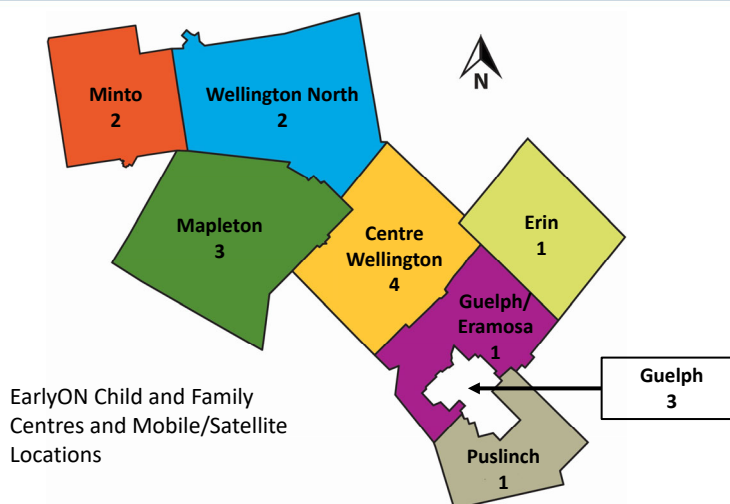 Minto
2
Wellington North
2
N
Mapleton
3
Centre
Wellington
4
Erin
1
Guelph/
Eramosa
1
Guelph
3
Puslinch
1
EarlyON Child and Family
Centres and Mobile/Satellite
Locations